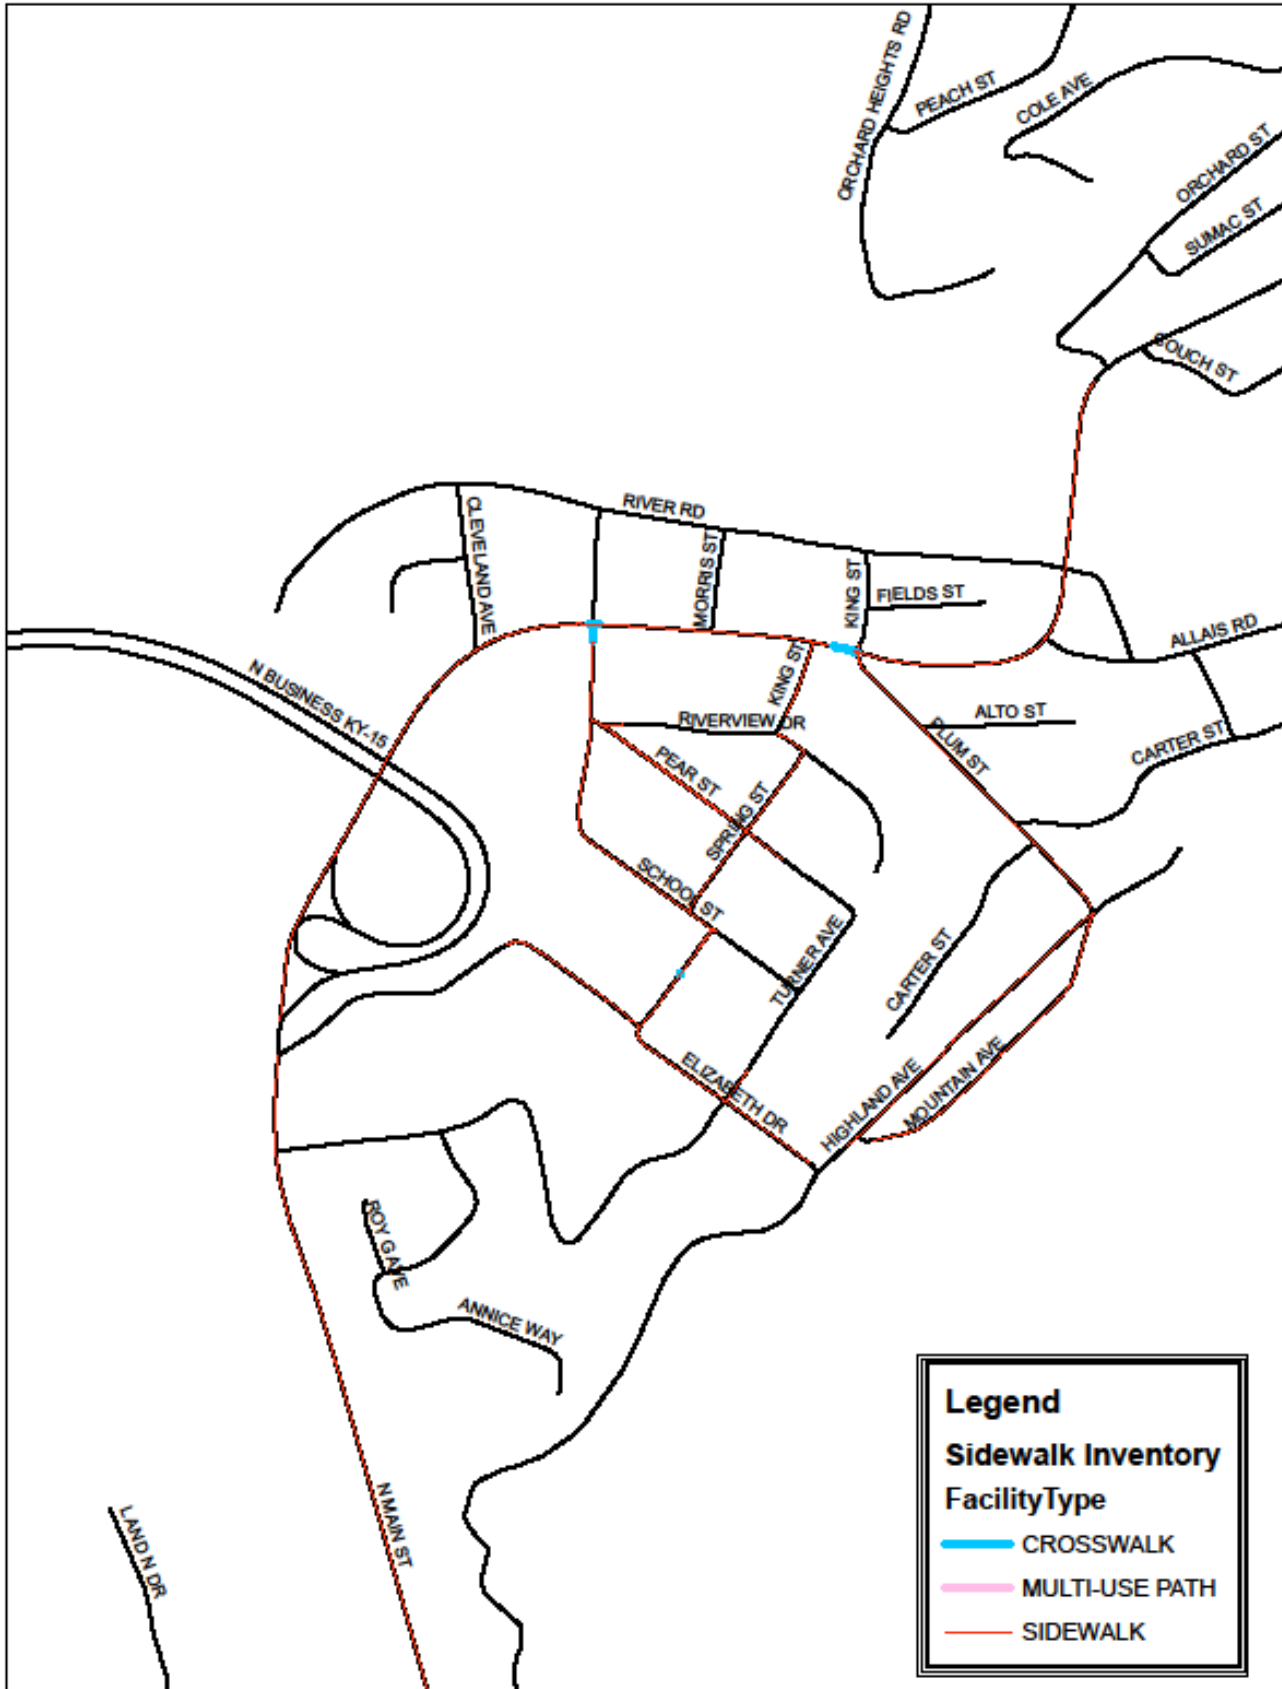 ORCHARD HEIGHTS RD
PEACH ST
COLE AVE
ORCHARD ST
SUMAC ST
COUCH ST
RIVER RD
CLEVELAND AVE
MORRIS ST
KING ST
FIELDS ST
ALLAIS RD
N BUSINESS KY-15
KING ST
RIVERVIEW DR
ALTO ST
PLUM ST
CARTER ST
PEAR ST
SPRING ST
SCHOOL ST
TURNER AVE
CARTER ST
ELIZABETH DR
HIGHLAND AVE
MOUNTAIN AVE
ROY G AVE
ANNICE WAY
N MAIN ST
LAND N DR
Legend
Sidewalk Inventory
FacilityType
CROSSWALK
MULTI-USE PATH
SIDEWALK